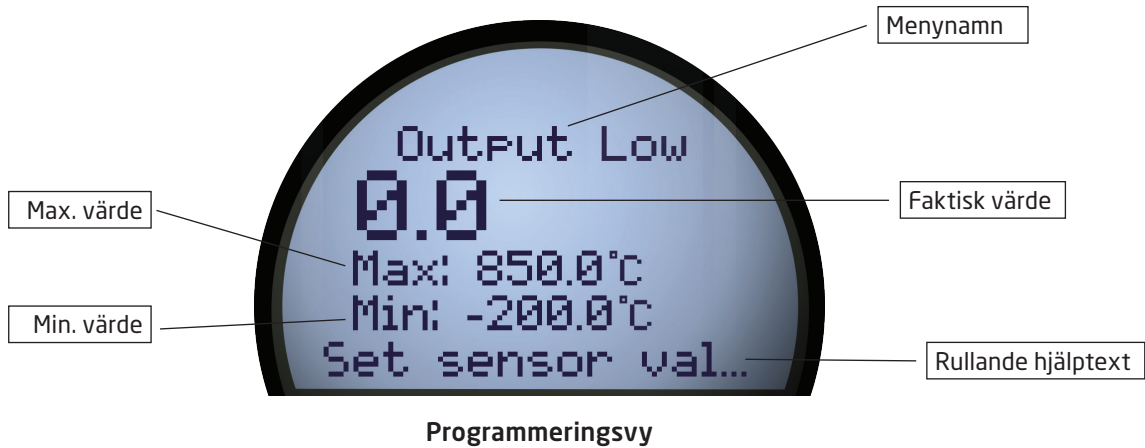 Menynamn
Output Low
0.0
Faktisk värde
Max. värde
Max: 850.0°C
Min. värde
Min: -200.0°C
Set sensor val...
Rullande hjälptext
Programmeringsvy